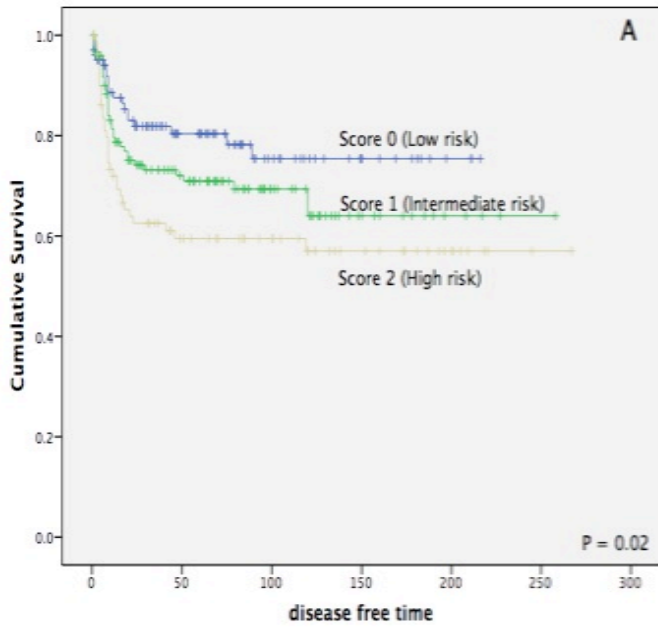 A
1.0
0.8
0.6
0.4
0.2
0.0
Cumulative Survival
Score 0 (Low risk)
Score 1 (Intermediate risk)
Score 2 (High risk)
P = 0.02
0 50 100 150 200 250 300
disease free time